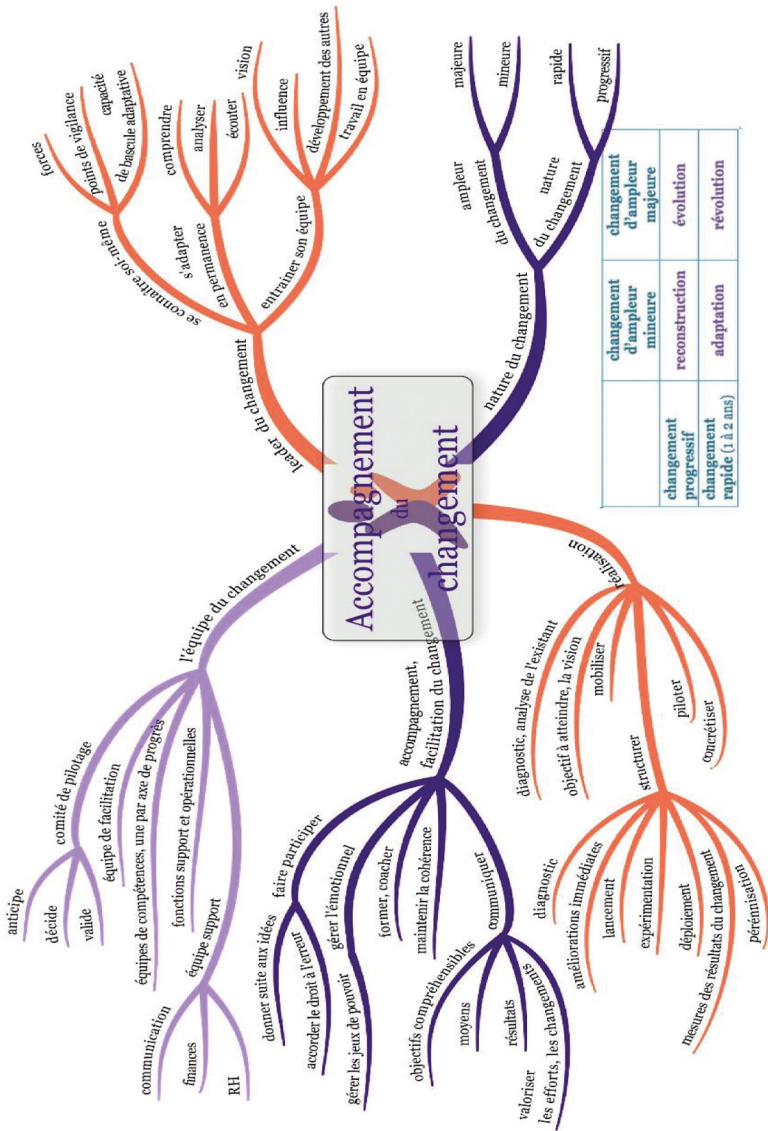 Accompagnement
du
changement
leader du changement
se connaître soi-même
forces
points de vigilance
capacité
de bascule adaptative
s'adapter
en permanence
comprendre
analyser
écouter
entrainer son équipe
vision
influence
développement des autres
travail en équipe
nature du changement
ampleur
du changement
majeure
mineure
nature
du changement
rapide
progressif
changement
d'ampleur
mineure
changement
d'ampleur
majeure
changement
progressif
reconstruction
évolution
changement
rapide (1 à 2 ans)
adaptation
révolution
réalisation
diagnostic, analyse de l'existant
objectif à atteindre, la vision
mobiliser
structurer
diagnostic
améliorations immédiates
lancement
expérimentation
déploiement
mesures des résultats du changement
pérénnisation
piloter
concrétiser
accompagnement,
facilitation du changement
faire participer
donner suite aux idées
accorder le droit à l'erreur
gérer l'émotionnel
gérer les jeux de pouvoir
former, coacher
maintenir la cohérence
communiquer
objectifs compréhensibles
moyens
résultats
valoriser
les efforts, les changements
l'équipe du changement
comité de pilotage
anticipe
décide
valide
équipe de facilitation
équipes de compétences, une par axe de progrès
fonctions support et opérationnelles
équipe support
communication
finances
RH